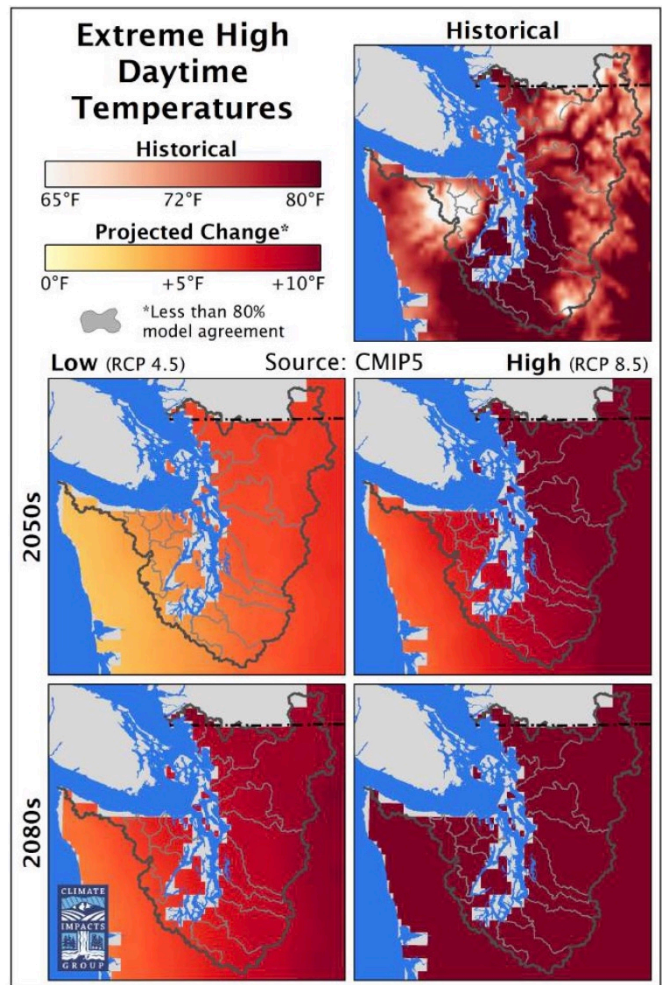 Extreme High
Daytime
Temperatures
Historical
65°F 72°F 80°F
Projected Change*
0°F +5°F +10°F
*Less than 80%
model agreement
Historical
Low (RCP 4.5) Source: CMIP5 High (RCP 8.5)
2050s
2080s
CLIMATE
IMPACTS
GROUP